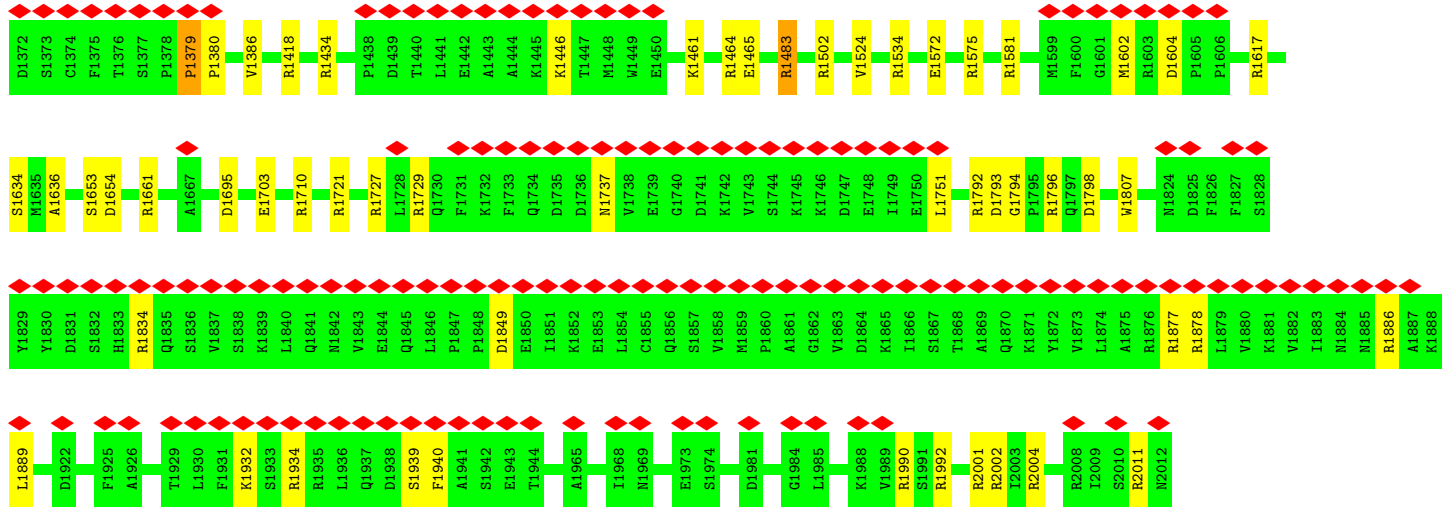 D1372 S1373 C1374 F1375 T1376 S1377 P1378 P1379 P1380 V1386 R1418 R1434 P1438 D1439 T1440 L1441 E1442 A1443 A1444 K1445 K1446 T1447 M1448 W1449 E1450 K1461 R1464 E1465 R1483 R1502 V1524 R1534 E1572 R1575 R1581 M1599 F1600 G1601 M1602 R1603 D1604 P1605 P1606 R1617
S1634 M1635 A1636 S1653 D1654 R1661 A1667 D1695 E1703 R1710 R1721 R1727 L1728 R1729 Q1730 F1731 K1732 F1733 Q1734 D1735 D1736 N1737 V1738 E1739 G1740 D1741 K1742 V1743 S1744 K1745 K1746 D1747 E1748 I1749 E1750 L1751 R1792 D1793 G1794 P1795 R1796 Q1797 D1798 W1807 N1824 D1825 F1826 F1827 S1828
Y1829 Y1830 D1831 S1832 H1833 R1834 Q1835 S1836 V1837 S1838 K1839 L1840 Q1841 N1842 V1843 E1844 Q1845 L1846 P1847 P1848 D1849 E1850 I1851 K1852 E1853 L1854 C1855 Q1856 S1857 V1858 M1859 P1860 A1861 G1862 V1863 D1864 K1865 I1866 S1867 T1868 A1869 Q1870 K1871 Y1872 V1873 L1874 A1875 R1876 R1877 R1878 L1879 V1880 K1881 V1882 I1883 N1884 N1885 R1886 A1887 K1888
L1889 D1922 F1925 A1926 T1929 L1930 F1931 K1932 S1933 R1934 R1935 L1936 Q1937 D1938 S1939 F1940 A1941 S1942 E1943 T1944 A1965 I1968 N1969 E1973 S1974 D1981 G1984 L1985 K1988 V1989 R1990 S1991 R1992 R2001 R2002 I2003 R2004 R2008 I2009 S2010 R2011 N2012